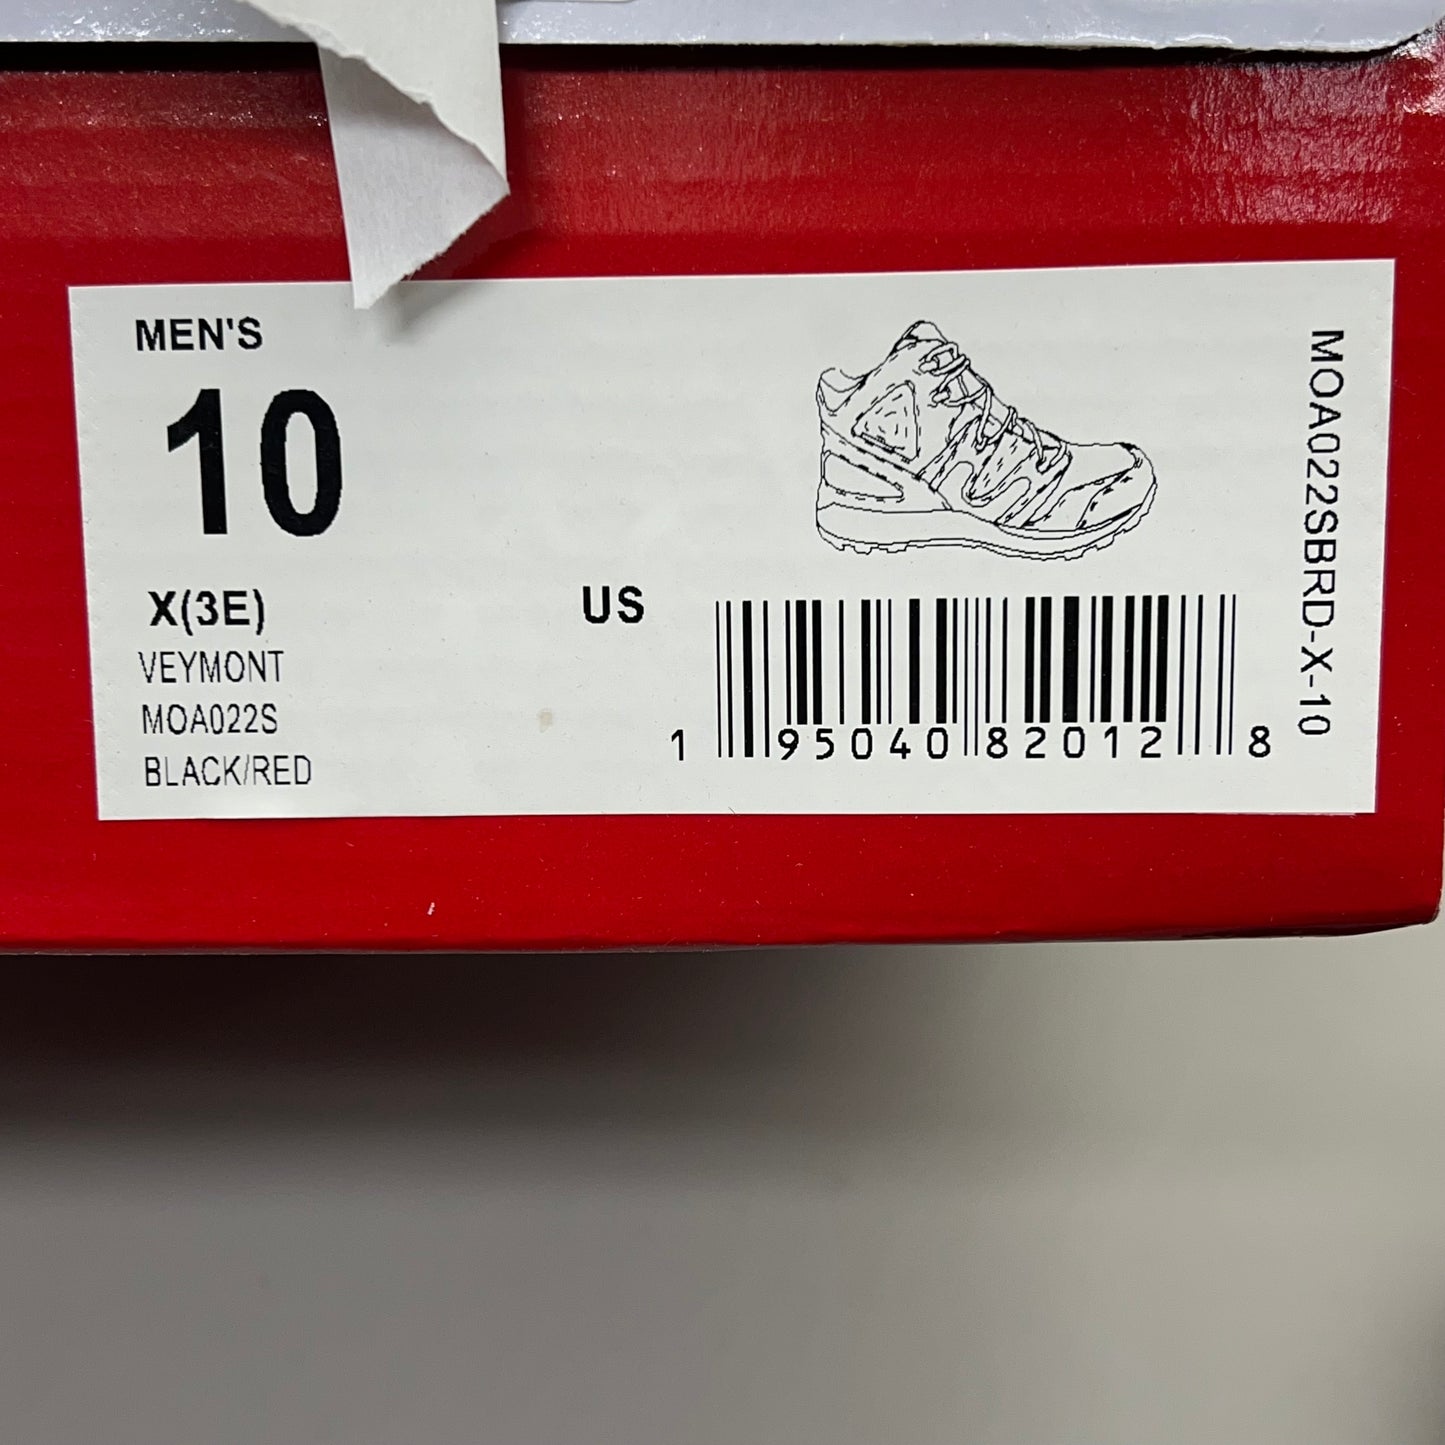 MEN'S
10
X(3E)
US
VEYMONT
MOA022S
BLACK/RED
1 95040 82012 8
MOA022SBRD-X-10